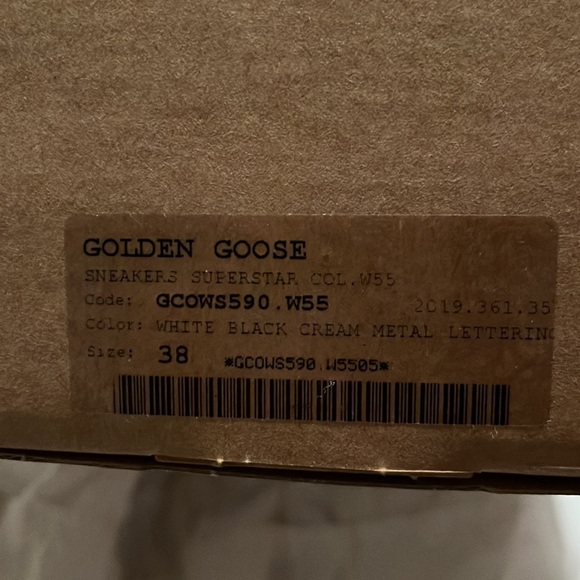 GOLDEN GOOSE
SNEAKERS SUPERSTAR COL.W55
Code: GCOWS590.W55 2019.361.35
Color: WHITE BLACK CREAM METAL LETTERING
Size: 38 *GCOWS590.W5505*